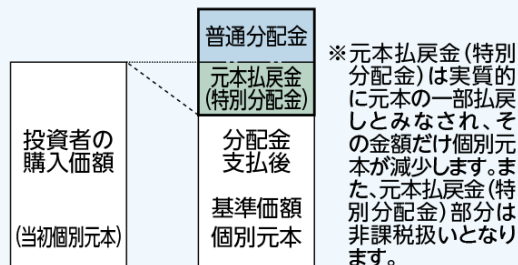 普通分配金
元本払戻金
(特別分配金)
投資者の
購入価額
(当初個別元本)
分配金
支払後
基準価額
個別元本
※元本払戻金(特別
分配金)は実質的
に元本の一部払戻
しとみなされ、そ
の金額だけ個別元
本が減少します。ま
た、元本払戻金(特
別分配金)部分は
非課税扱いとなり
ます。